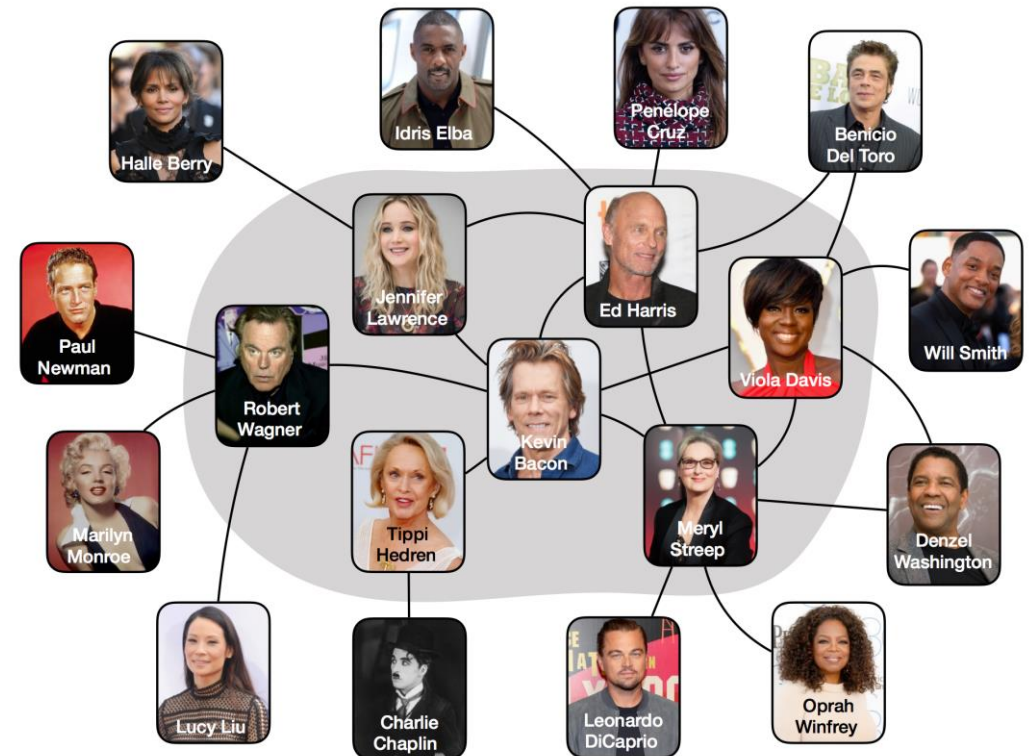 Idris Elba
Penélope
Cruz
Benicio
Del Toro
Halle Berry
Jennifer
Lawrence
Ed Harris
Paul
Newman
Will Smith
Viola Davis
Robert
Wagner
Kevin
Bacon
Marilyn
Monroe
Tippi
Hedren
Meryl
Streep
Denzel
Washington
Lucy Liu
Charlie
Chaplin
Leonardo
DiCaprio
Oprah
Winfrey